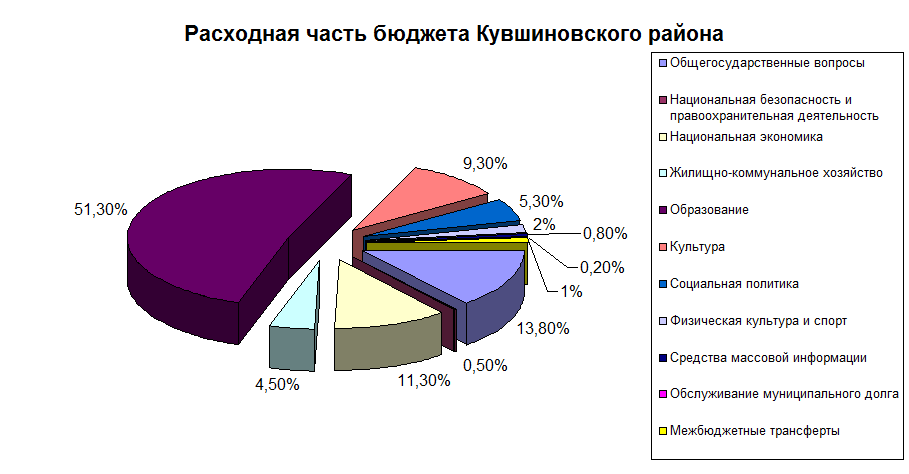 Расходная часть бюджета Кувшиновского района
Общегосударственные вопросы
Национальная безопасность и
правоохранительная деятельность
Национальная экономика
Жилищно-коммунальное хозяйство
Образование
Культура
Социальная политика
Физическая культура и спорт
Средства массовой информации
Обслуживание муниципального долга
Межбюджетные трансферты
9,30%
5,30%
51,30%
2%
0,80%
0,20%
1%
13,80%
0,50%
11,30%
4,50%